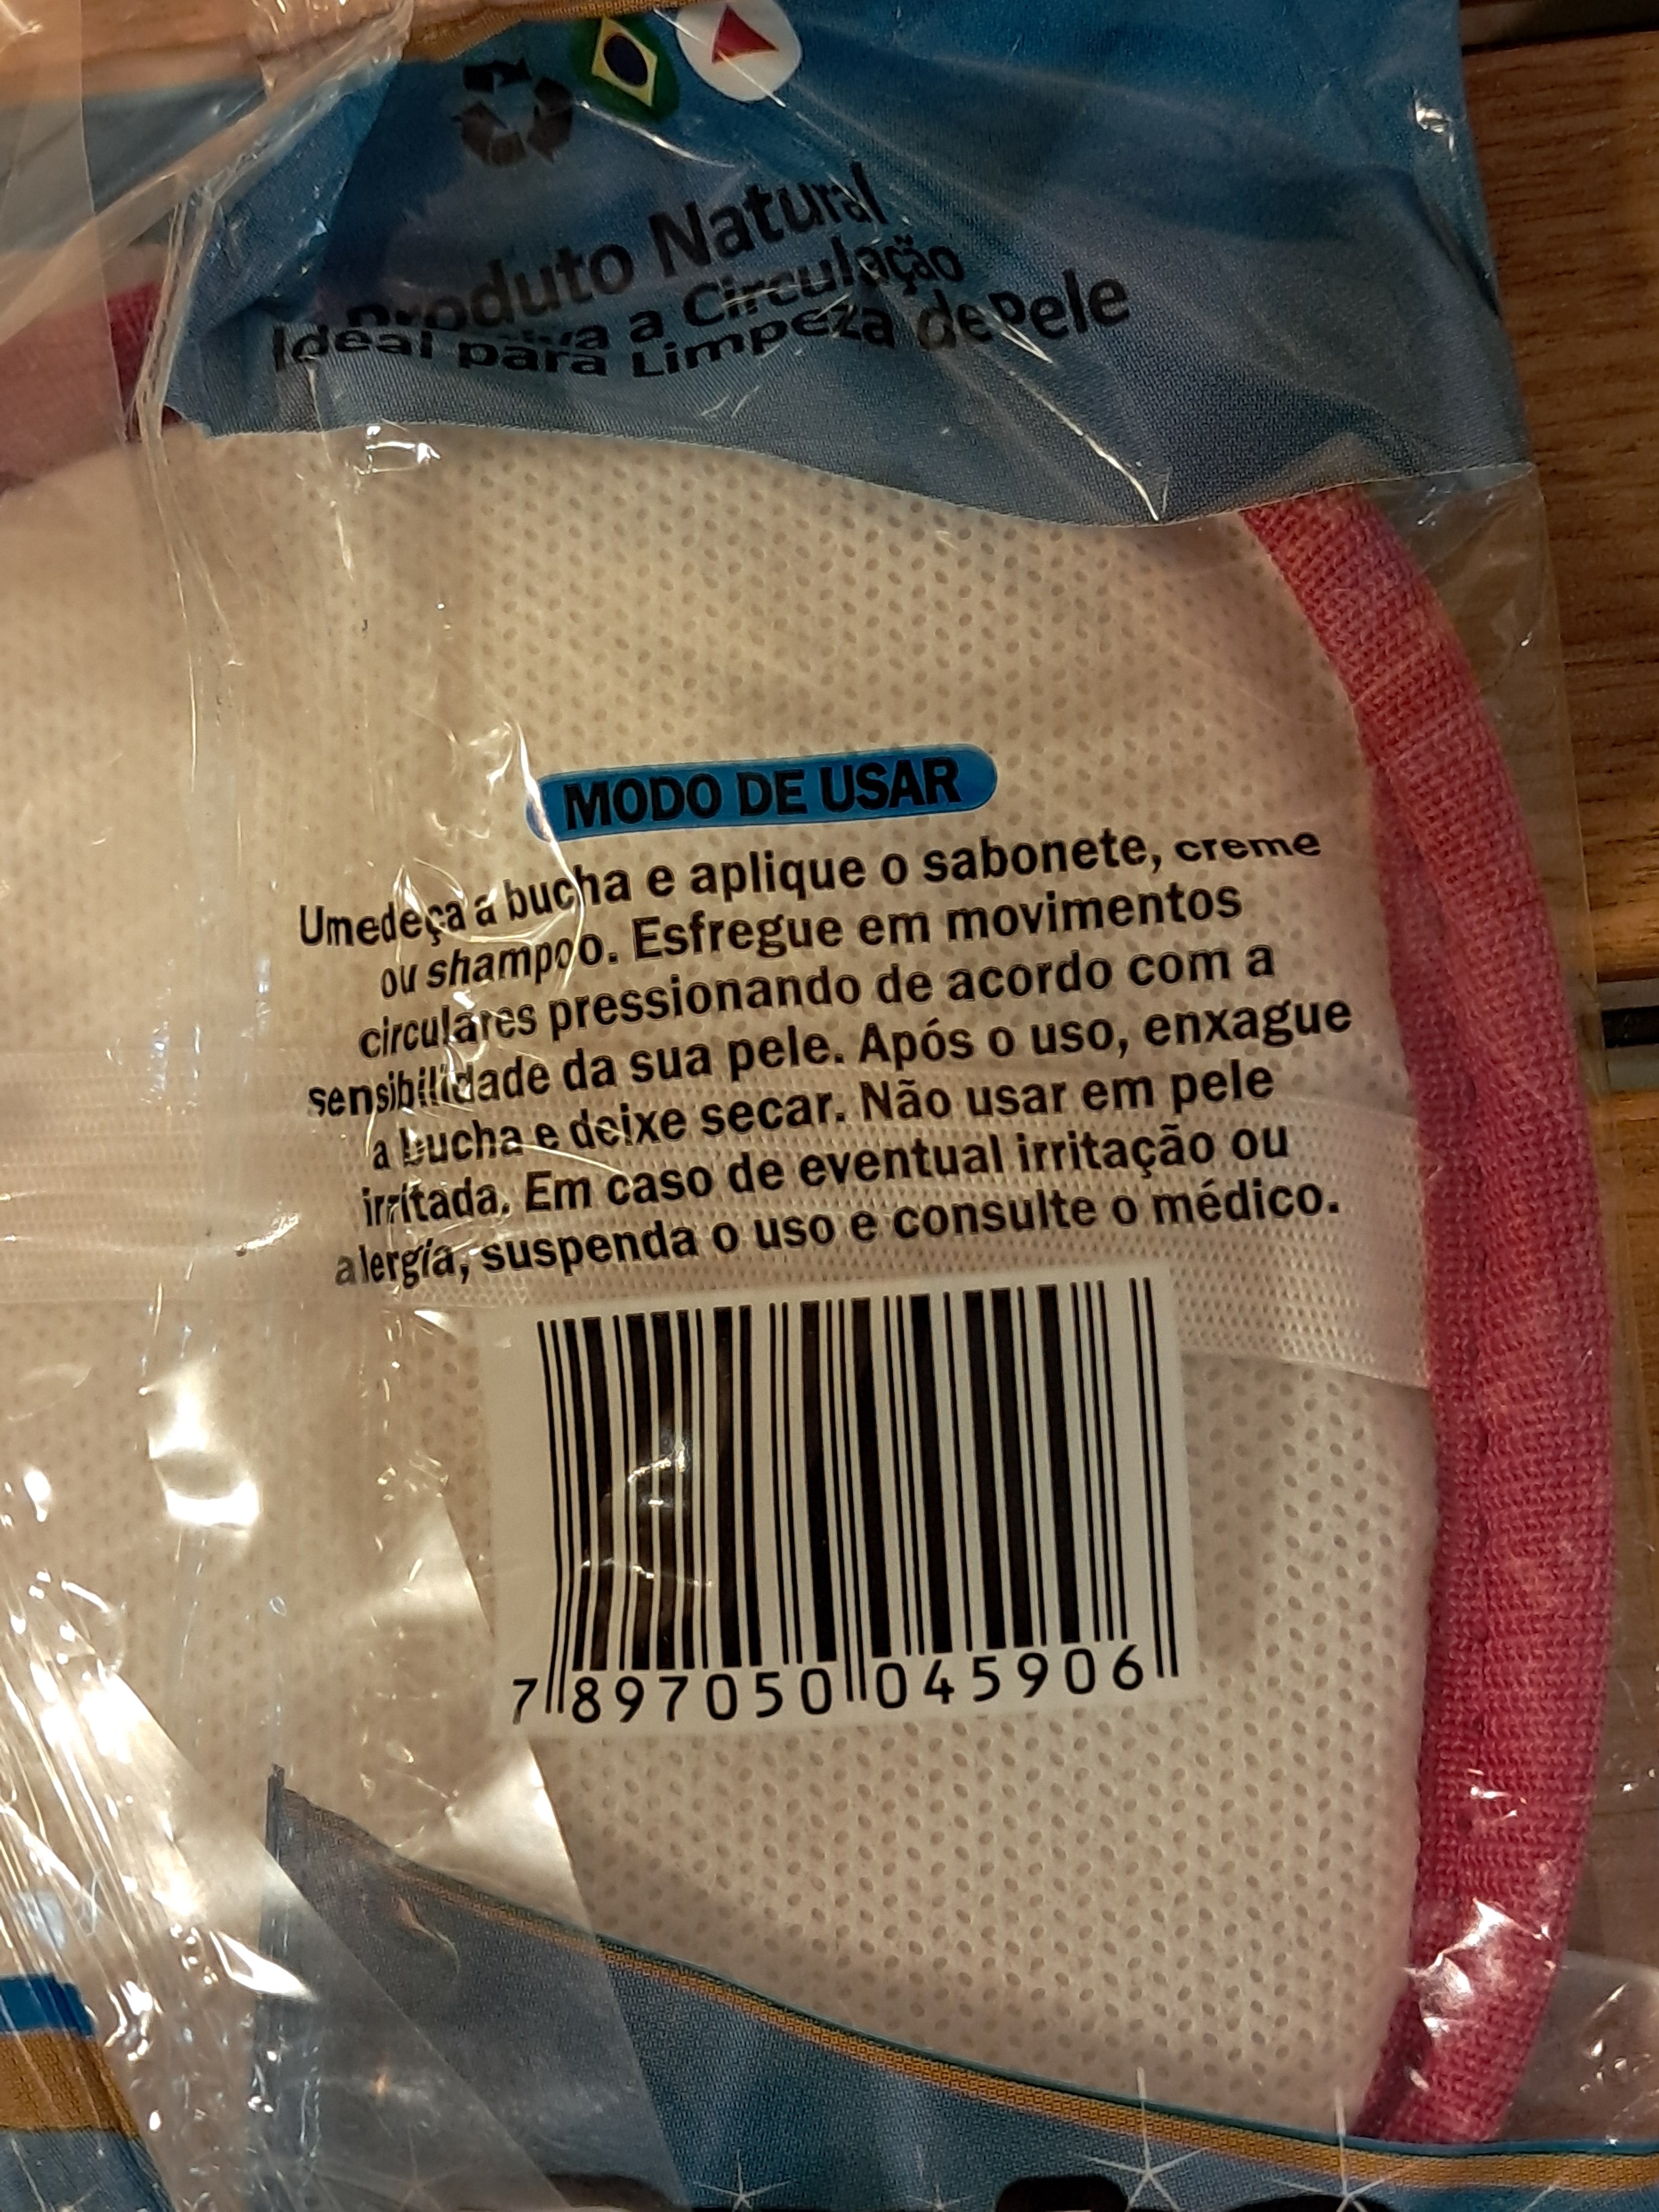 Produto Natural
a Circulação
Ideal para Limpeza de Pele
MODO DE USAR
Umedeça a bucha e aplique o sabonete, creme
ou shampoo. Esfregue em movimentos
circulares pressionando de acordo com a
sensibilidade da sua pele. Após o uso, enxague
a bucha e deixe secar. Não usar em pele
irritada. Em caso de eventual irritação ou
alergia, suspenda o uso e consulte o médico.
7 897050 045906